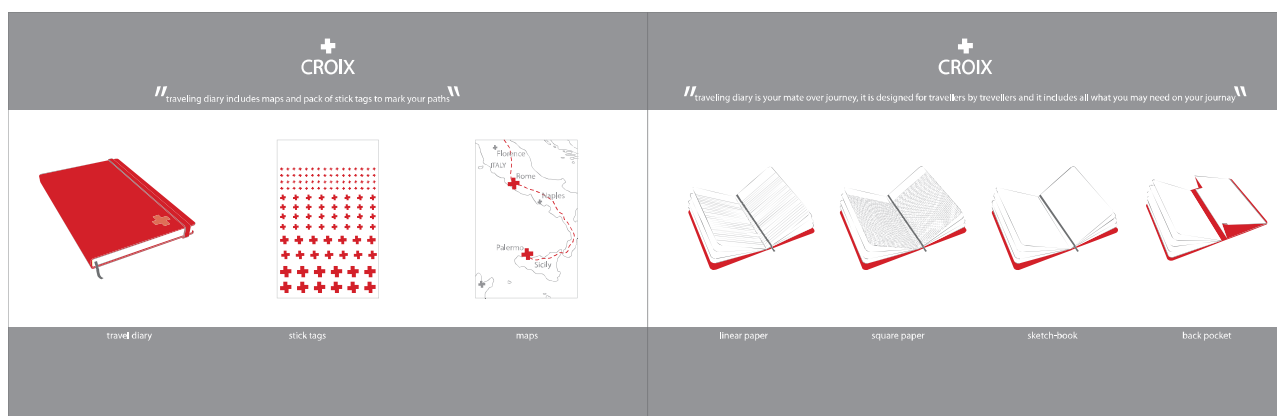 CROIX
"traveling diary includes maps and pack of stick tags to mark your paths"
Florence
ITALY
Rome
Naples
Palermo
Sicily
travel diary
stick tags
maps
CROIX
"traveling diary is your mate over journey, it is designed for travellers by trevellers and it includes all what you may need on your journay"
linear paper
square paper
sketch-book
back pocket